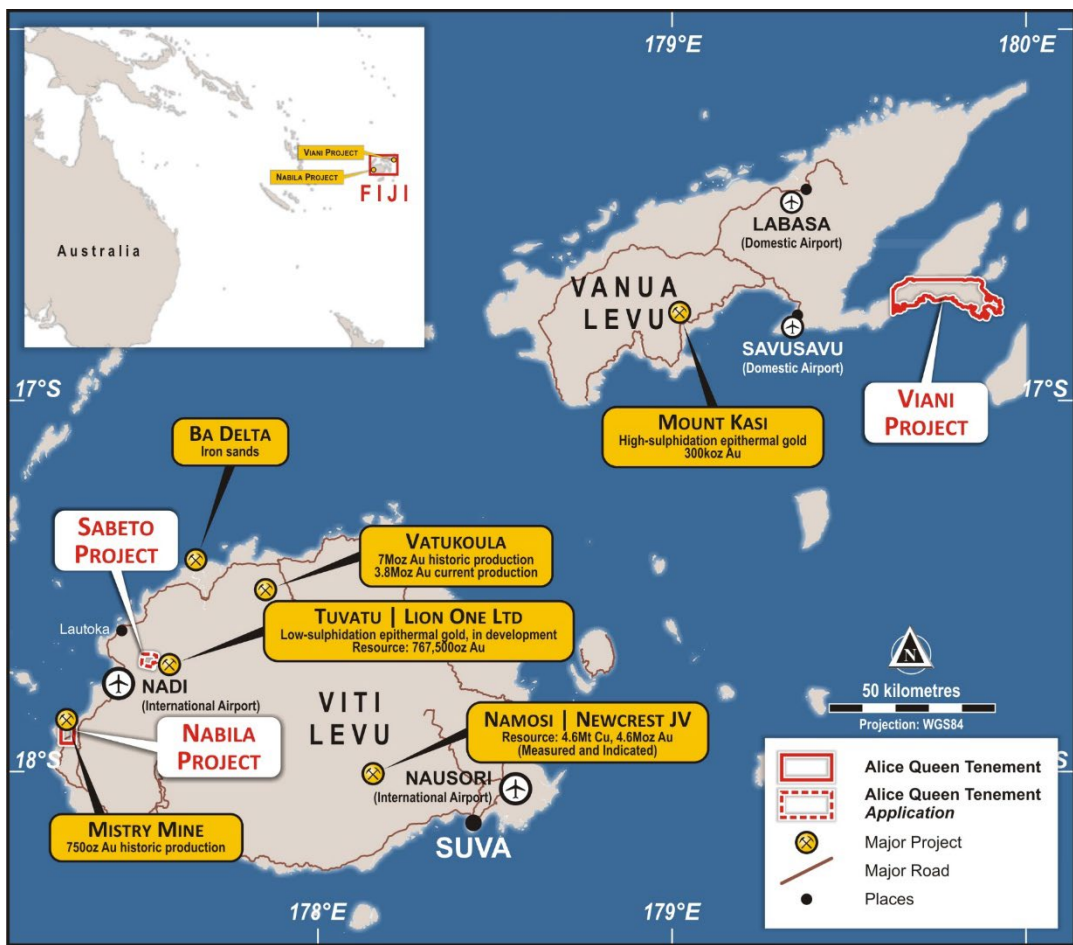 179°E
180°E
VIANI PROJECT
NABILA PROJECT
FIJI
Australia
LABASA
(Domestic Airport)
VANUA
LEVU
SAVUSAVU
(Domestic Airport)
17°S
17°S
VIANI
PROJECT
MOUNT KASI
High-sulphidation epithermal gold
300koz Au
BA DELTA
Iron sands
SABETO
PROJECT
VATUKOULA
7Moz Au historic production
3.8Moz Au current production
TUVATU | LION ONE LTD
Low-sulphidation epithermal gold, in development
Resource: 767,500oz Au
Lautoka
NADI
(International Airport)
VITI
LEVU
N
50 kilometres
Projection: WGS84
NABILA
PROJECT
NAMOSI | NEWCREST JV
Resource: 4.6Mt Cu, 4.6Moz Au
(Measured and Indicated)
18°S
NAUSORI
(International Airport)
MISTRY MINE
750oz Au historic production
SUVA
Alice Queen Tenement
Alice Queen Tenement
Application
Major Project
Major Road
Places
178°E
179°E